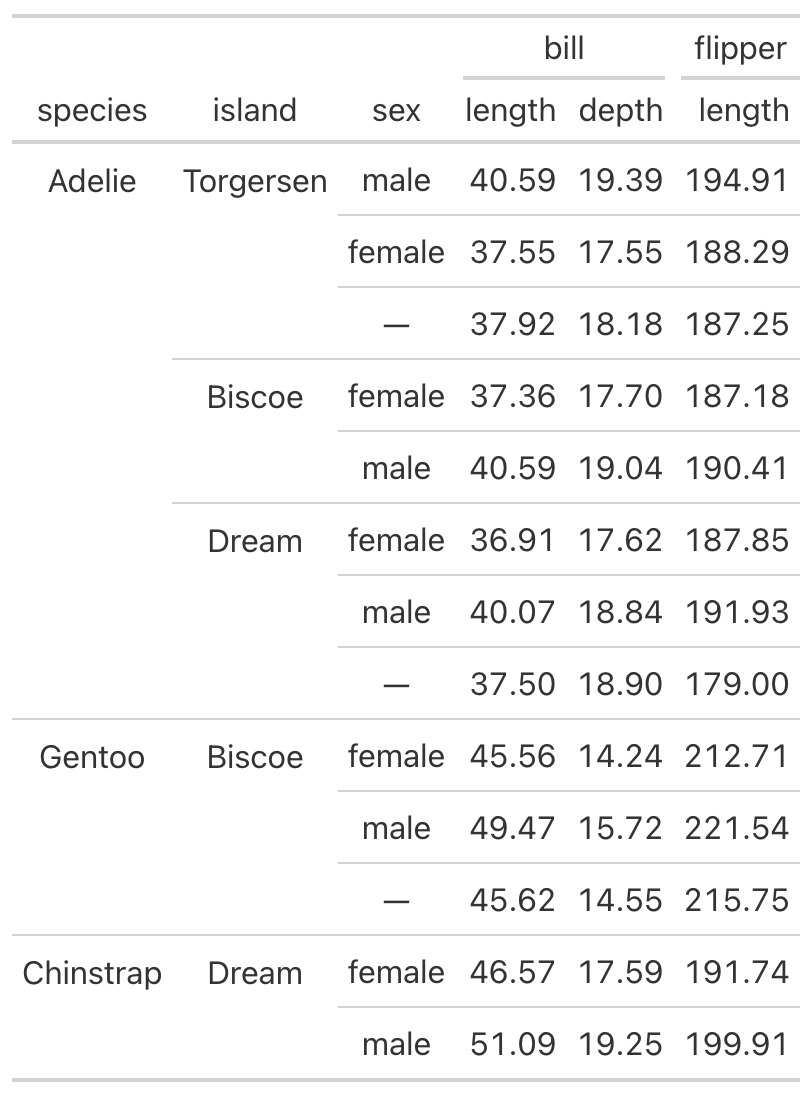 bill flipper
species island sex length depth length
Adelie Torgersen male 40.59 19.39 194.91
female 37.55 17.55 188.29
— 37.92 18.18 187.25
Biscoe female 37.36 17.70 187.18
male 40.59 19.04 190.41
Dream female 36.91 17.62 187.85
male 40.07 18.84 191.93
— 37.50 18.90 179.00
Gentoo Biscoe female 45.56 14.24 212.71
male 49.47 15.72 221.54
— 45.62 14.55 215.75
Chinstrap Dream female 46.57 17.59 191.74
male 51.09 19.25 199.91